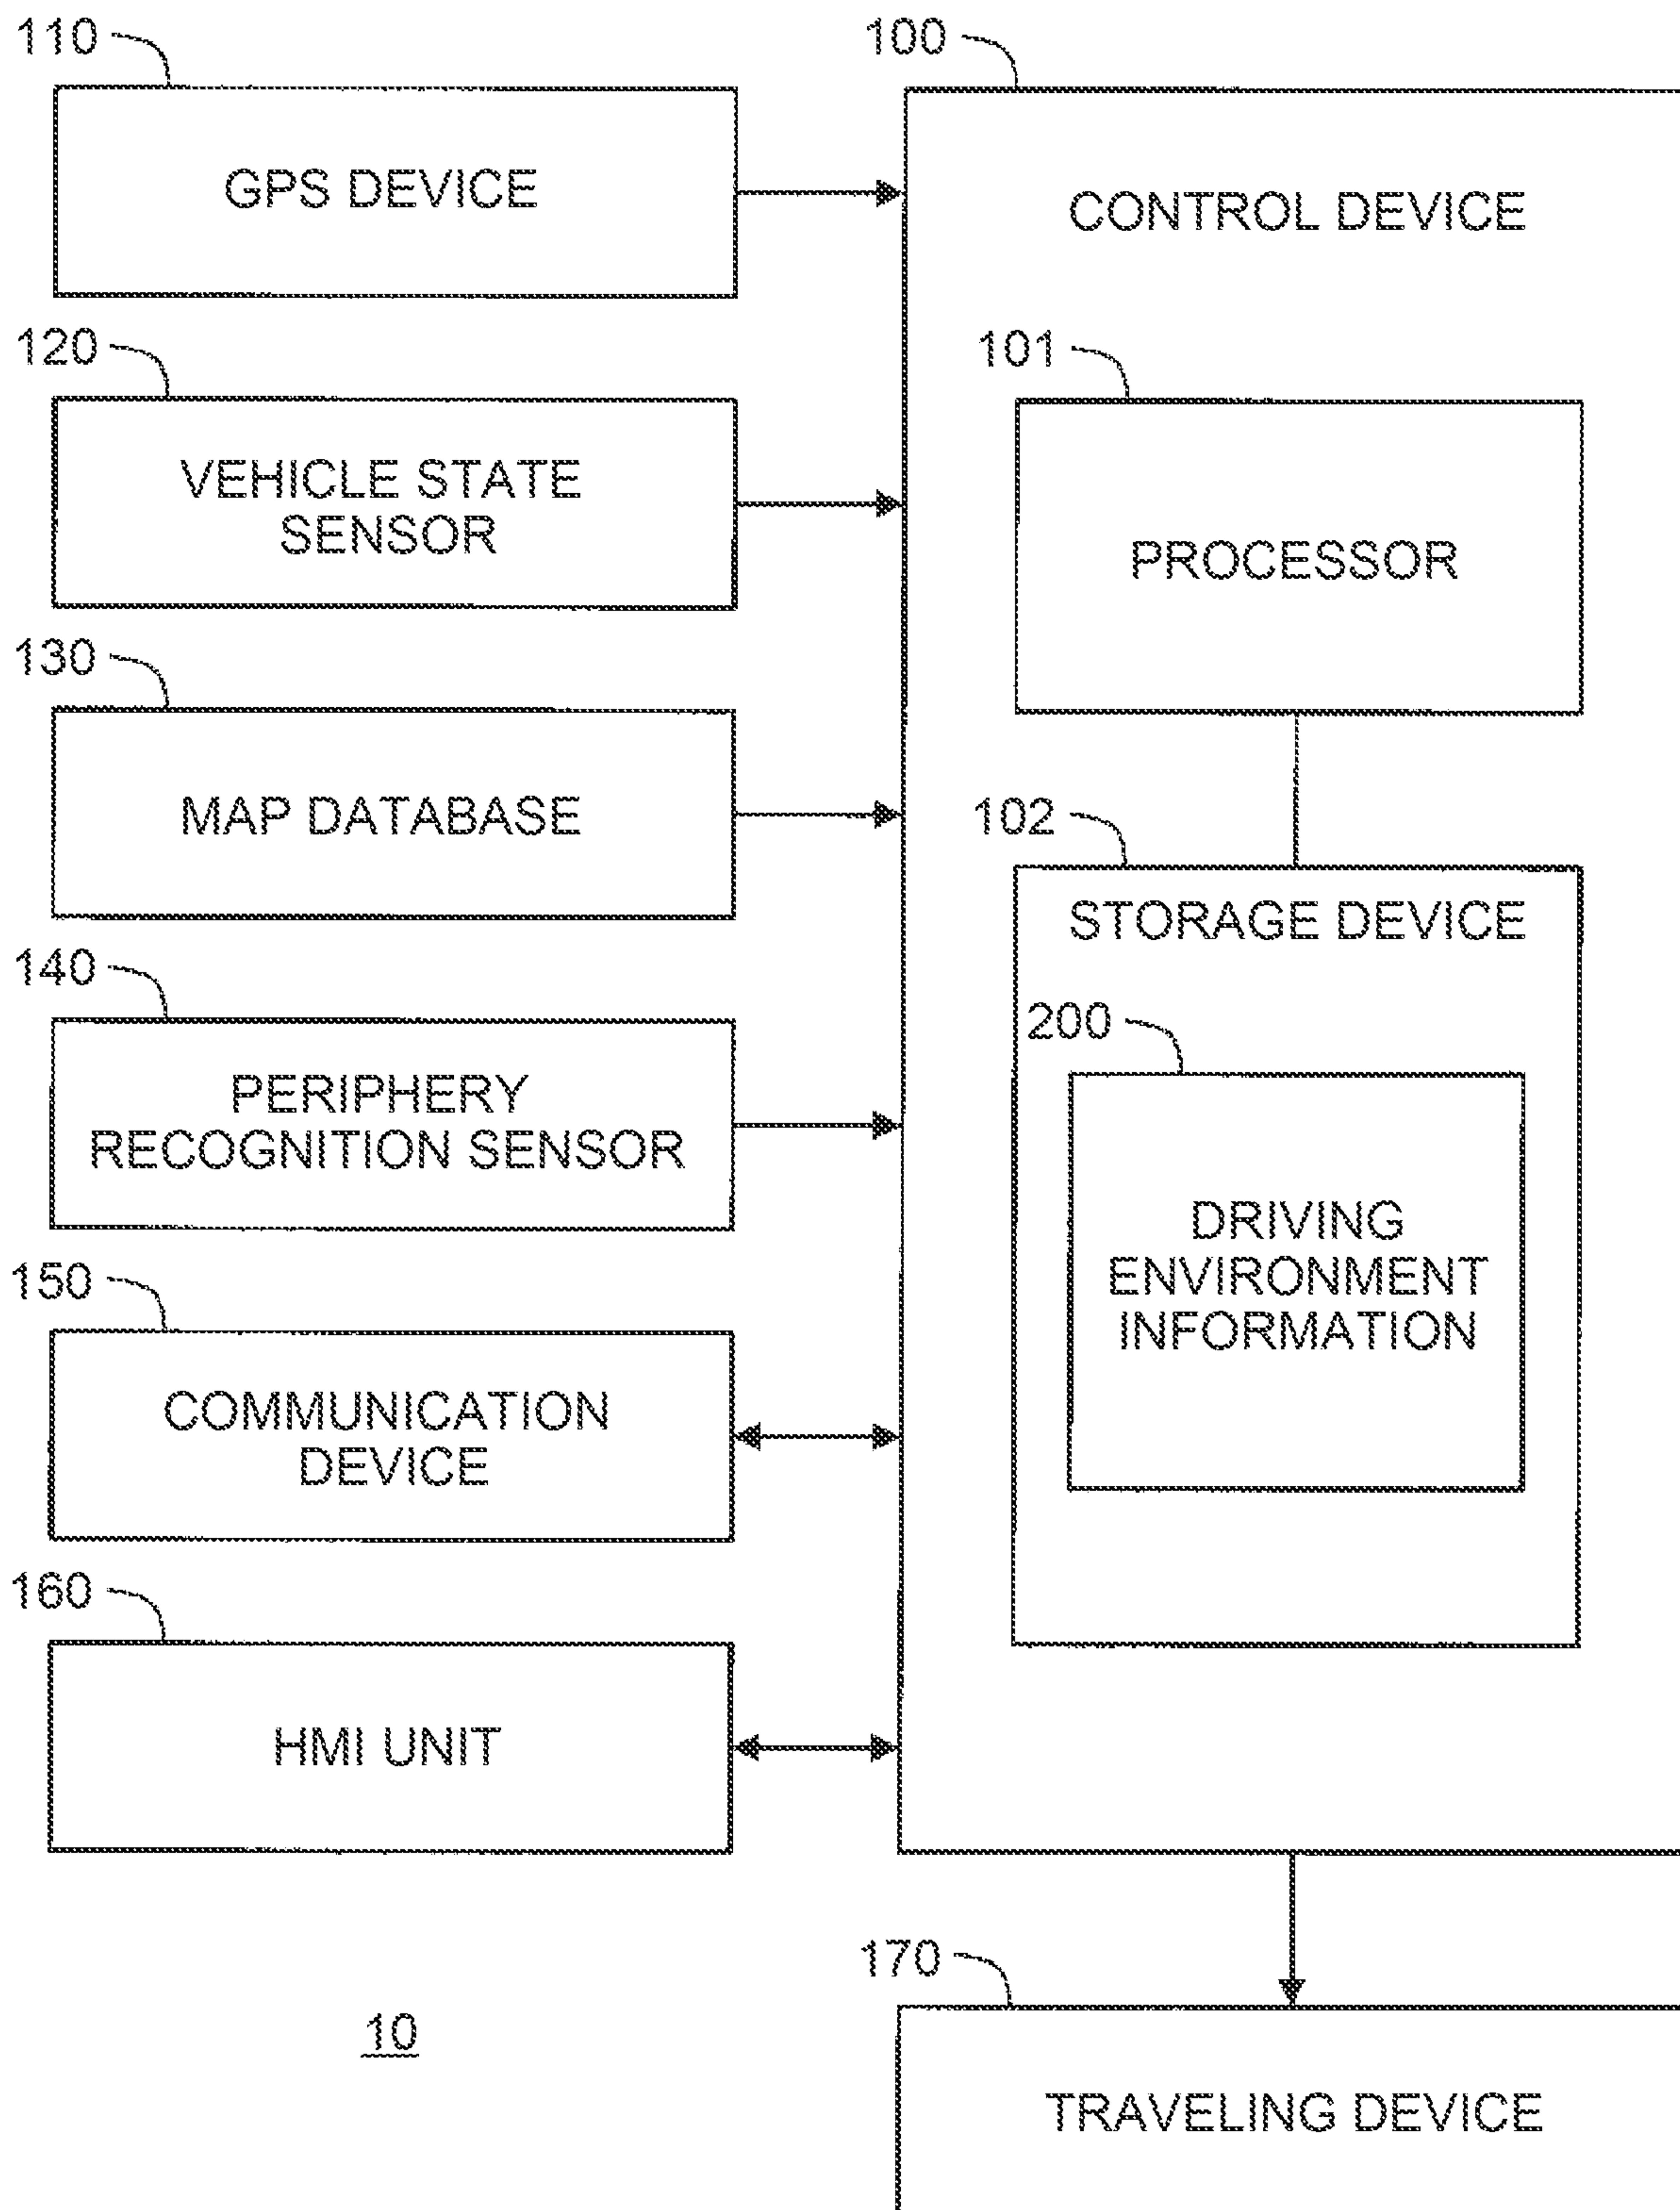 110
GPS DEVICE
120
VEHICLE STATE
SENSOR
130
MAP DATABASE
140
PERIPHERY
RECOGNITION SENSOR
150
COMMUNICATION
DEVICE
160
HMI UNIT
100
CONTROL DEVICE
101
PROCESSOR
102
STORAGE DEVICE
200
DRIVING
ENVIRONMENT
INFORMATION
170
TRAVELING DEVICE
10